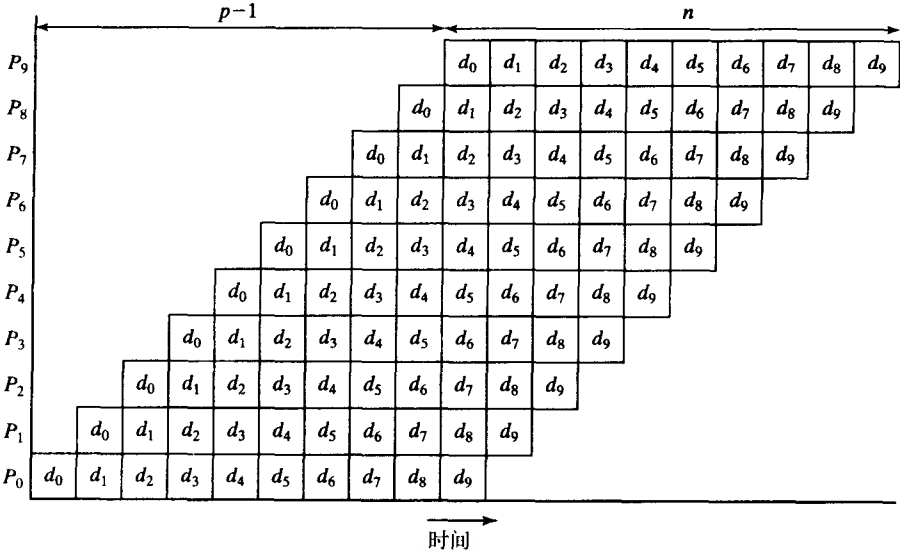 p−1 n
P₉ d₀ d₁ d₂ d₃ d₄ d₅ d₆ d₇ d₈ d₉
P₈ d₀ d₁ d₂ d₃ d₄ d₅ d₆ d₇ d₈ d₉
P₇ d₀ d₁ d₂ d₃ d₄ d₅ d₆ d₇ d₈ d₉
P₆ d₀ d₁ d₂ d₃ d₄ d₅ d₆ d₇ d₈ d₉
P₅ d₀ d₁ d₂ d₃ d₄ d₅ d₆ d₇ d₈ d₉
P₄ d₀ d₁ d₂ d₃ d₄ d₅ d₆ d₇ d₈ d₉
P₃ d₀ d₁ d₂ d₃ d₄ d₅ d₆ d₇ d₈ d₉
P₂ d₀ d₁ d₂ d₃ d₄ d₅ d₆ d₇ d₈ d₉
P₁ d₀ d₁ d₂ d₃ d₄ d₅ d₆ d₇ d₈ d₉
P₀ d₀ d₁ d₂ d₃ d₄ d₅ d₆ d₇ d₈ d₉
时间